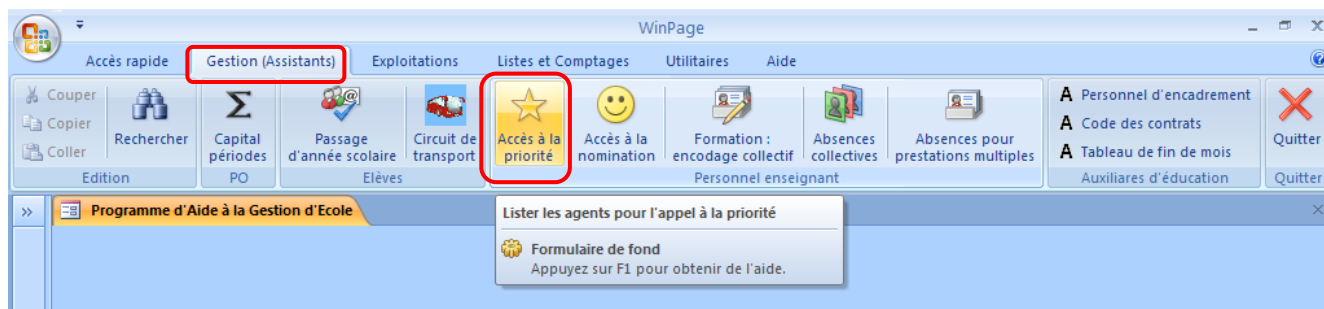 WinPage
Accès rapide Gestion (Assistants) Exploitations Listes et Comptages Utilitaires Aide
Couper
Copier
Coller
Rechercher
Edition
Σ
Capital
périodes
PO
Passage
d'année scolaire
Circuit de
transport
Elèves
Accès à la
priorité
Accès à la
nomination
Formation :
encodage collectif
Absences
collectives
Absences pour
prestations multiples
Personnel enseignant
A Personnel d'encadrement
A Code des contrats
A Tableau de fin de mois
Auxiliares d'éducation
Quitter
Quitter
» Programme d'Aide à la Gestion d'Ecole
Lister les agents pour l'appel à la priorité
Formulaire de fond
Appuyez sur F1 pour obtenir de l'aide.